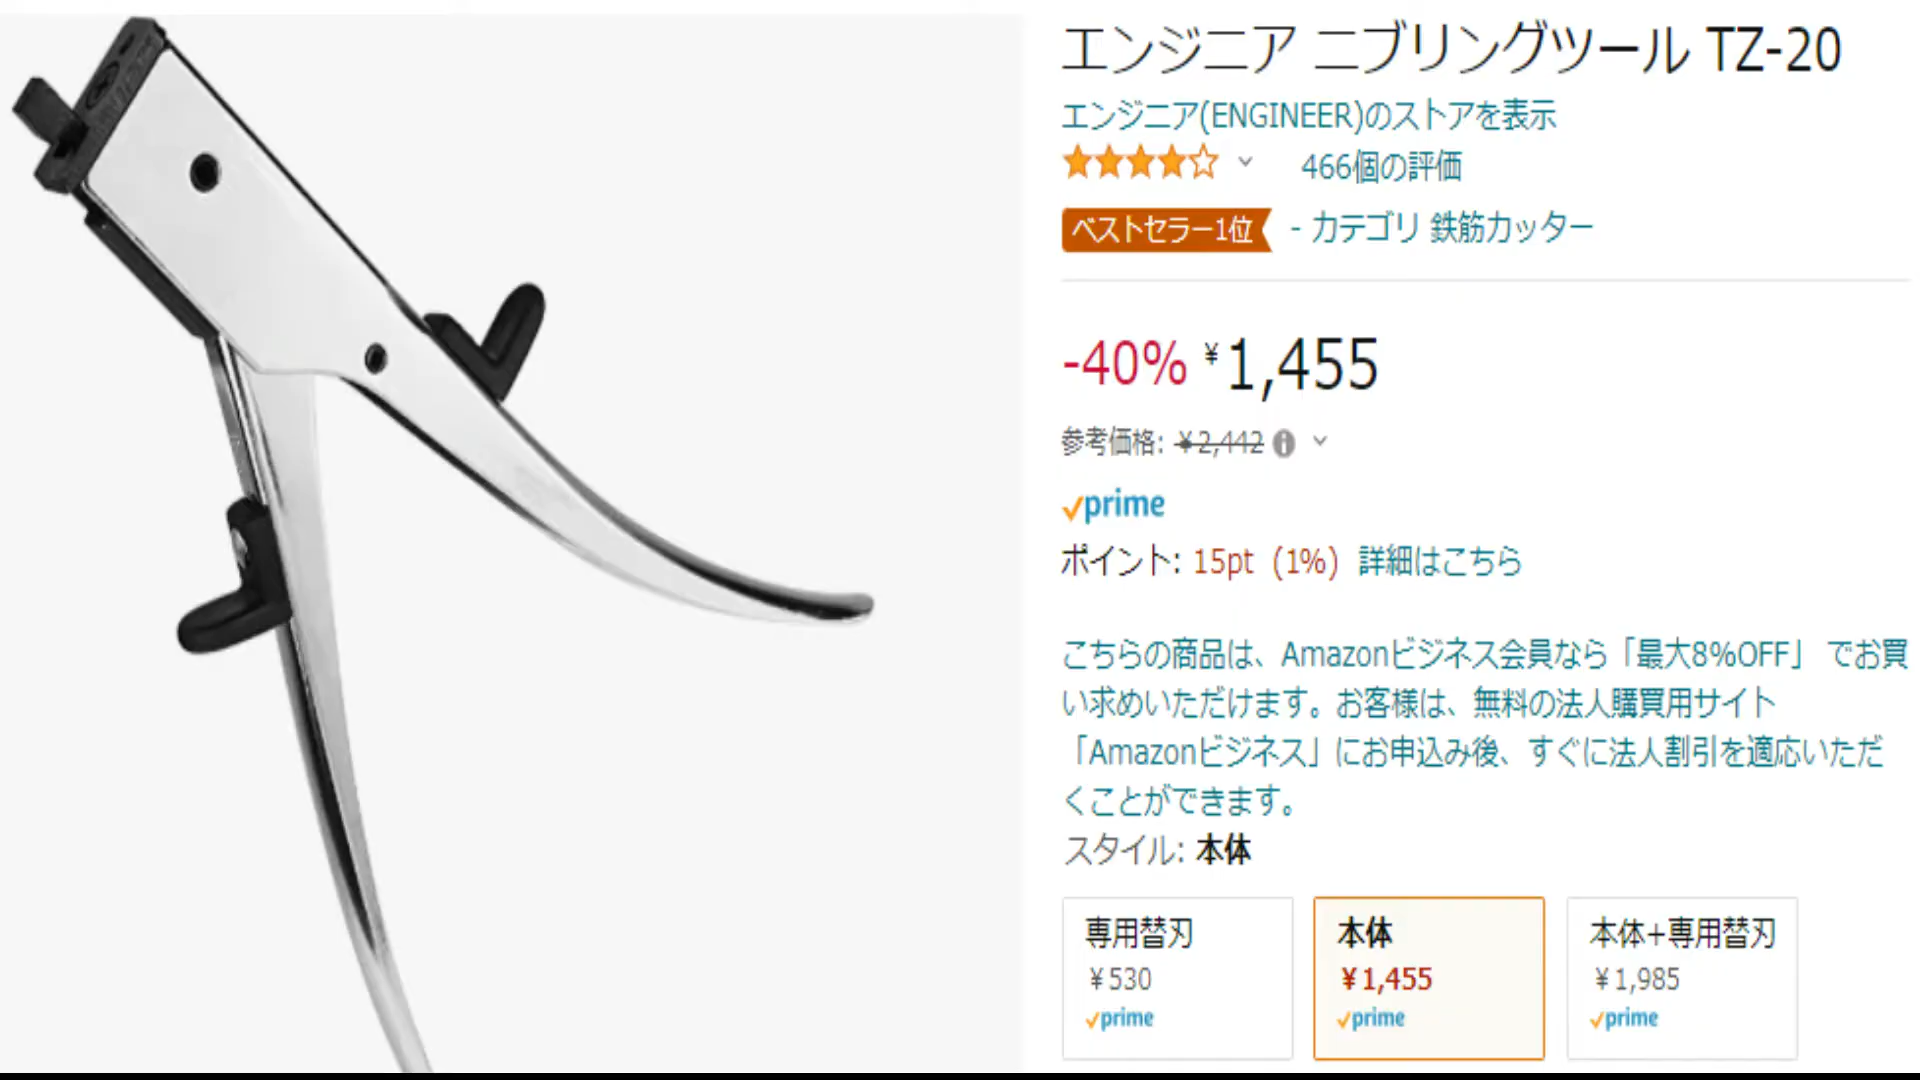 エンジニア ニブリングツール TZ-20
エンジニア(ENGINEER)のストアを表示
466個の評価
ベストセラー1位 - カテゴリ 鉄筋カッター
-40% ¥1,455
参考価格: ¥2,442
prime
ポイント: 15pt (1%) 詳細はこちら
こちらの商品は、Amazonビジネス会員なら「最大8%OFF」 でお買
い求めいただけます。お客様は、無料の法人購買用サイト
「Amazonビジネス」にお申込み後、すぐに法人割引を適応いただ
くことができます。
スタイル: 本体
専用替刃
¥530
prime
本体
¥1,455
prime
本体+専用替刃
¥1,985
prime